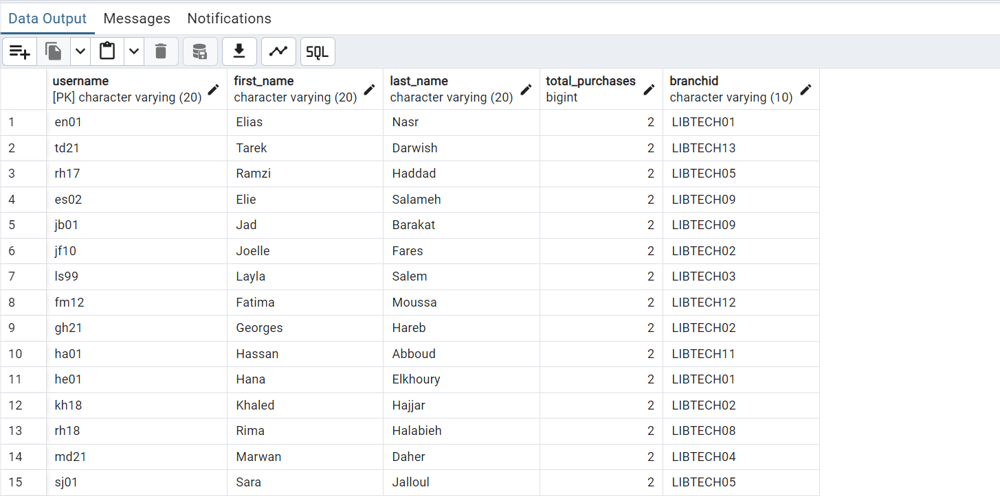 Data Output Messages Notifications
SQL
username first_name last_name total_purchases branchid
[PK] character varying (20) character varying (20) character varying (20) bigint character varying (10)
1 en01 Elias Nasr 2 LIBTECH01
2 td21 Tarek Darwish 2 LIBTECH13
3 rh17 Ramzi Haddad 2 LIBTECH05
4 es02 Elie Salameh 2 LIBTECH09
5 jb01 Jad Barakat 2 LIBTECH09
6 jf10 Joelle Fares 2 LIBTECH02
7 ls99 Layla Salem 2 LIBTECH03
8 fm12 Fatima Moussa 2 LIBTECH12
9 gh21 Georges Hareb 2 LIBTECH02
10 ha01 Hassan Abboud 2 LIBTECH11
11 he01 Hana Elkhoury 2 LIBTECH01
12 kh18 Khaled Hajjar 2 LIBTECH02
13 rh18 Rima Halabieh 2 LIBTECH08
14 md21 Marwan Daher 2 LIBTECH04
15 sj01 Sara Jalloul 2 LIBTECH05